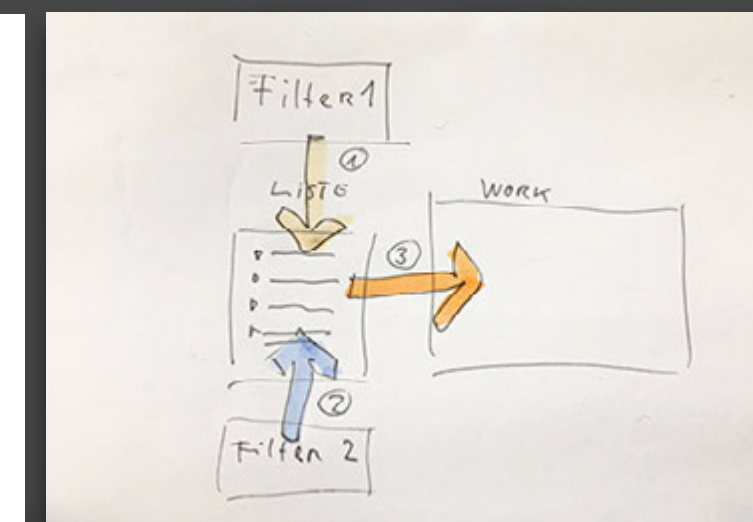 Filter1
①
LISTE
WORK
③
②
Filter 2